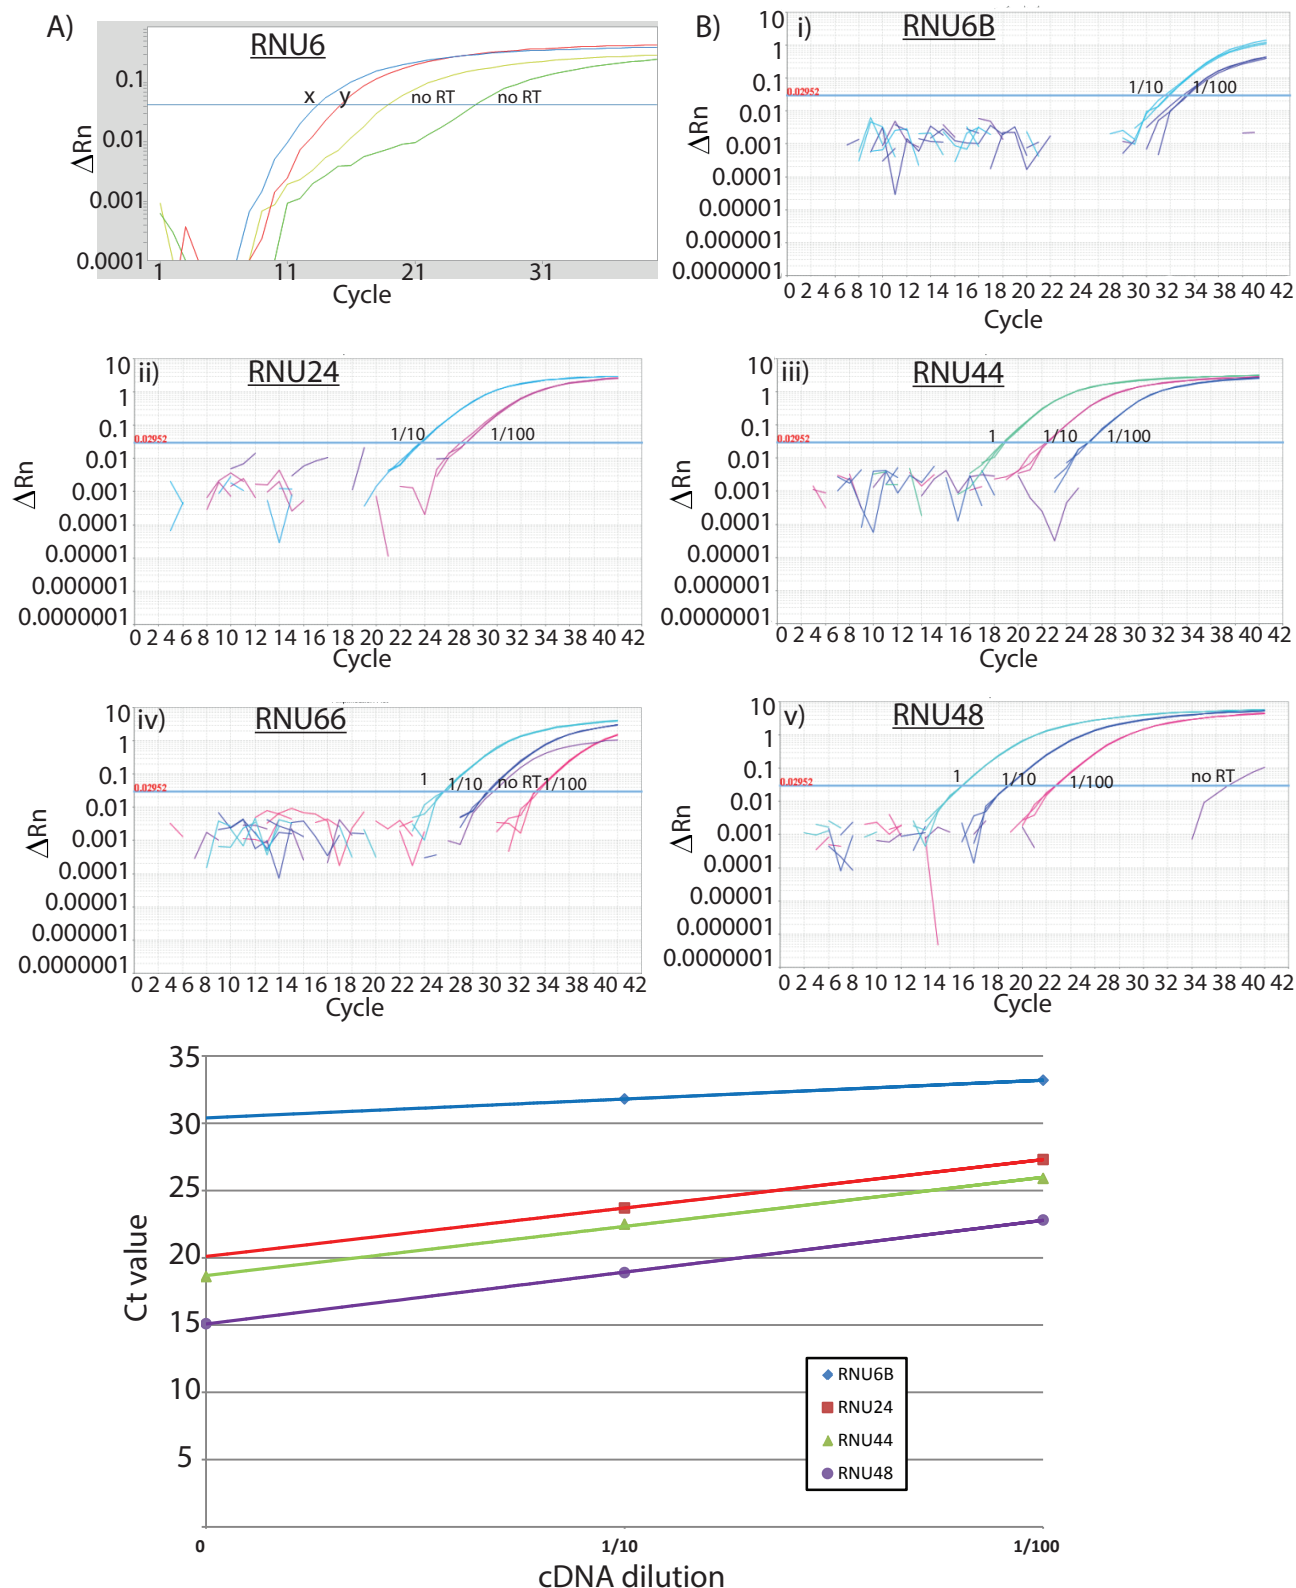 A)
RNU6
0.1
0.01
0.001
0.0001
ΔRn
x y no RT no RT
1 11 21 31
Cycle
B)
i)
RNU6B
10
1
0.1
0.02952
0.01
0.001
0.0001
0.00001
0.000001
0.0000001
ΔRn
1/10 1/100
0 2 4 6 8 10 12 14 16 18 20 22 24 26 28 30 32 34 38 40 42
Cycle
ii)
RNU24
10
1
0.1
0.02952
0.01
0.001
0.0001
0.00001
0.000001
0.0000001
ΔRn
1/10 1/100
0 2 4 6 8 10 12 14 16 18 20 22 24 28 30 32 34 38 40 42
Cycle
iii)
RNU44
10
1
0.1
0.02952
0.01
0.001
0.0001
0.00001
0.000001
0.0000001
ΔRn
1 1/10 1/100
0 2 4 6 8 10 12 14 16 18 20 22 24 26 28 30 32 34 38 40 42
Cycle
iv)
RNU66
10
1
0.1
0.02952
0.01
0.001
0.0001
0.00001
0.000001
0.0000001
ΔRn
1 1/10 no RT 1/100
0 2 4 6 8 10 12 14 16 18 20 22 24 28 30 32 34 38 40 42
Cycle
v)
RNU48
10
1
0.1
0.02952
0.01
0.001
0.0001
0.00001
0.000001
0.0000001
ΔRn
1 1/10 1/100 no RT
0 2 4 6 8 10 12 14 16 18 20 22 24 26 28 30 32 34 38 40 42
Cycle
35
30
25
20
15
10
5
Ct value
RNU6B
RNU24
RNU44
RNU48
0 1/10 1/100
cDNA dilution